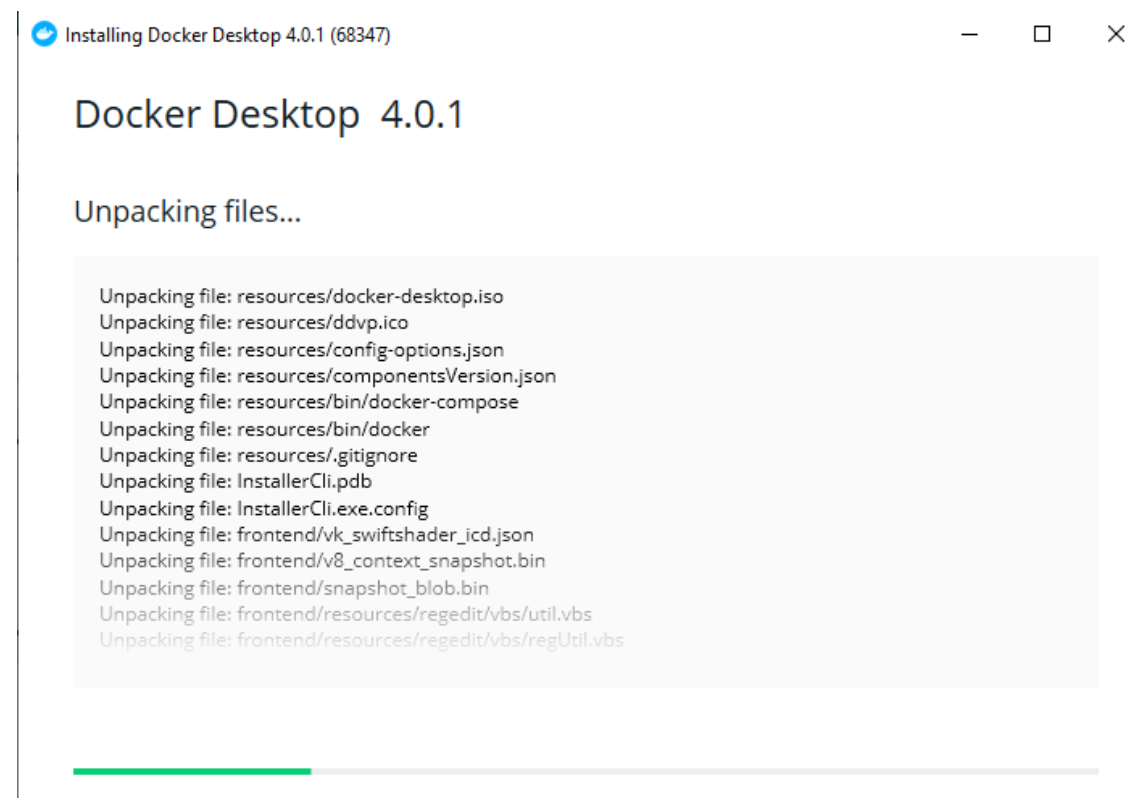 Installing Docker Desktop 4.0.1 (68347)
Docker Desktop 4.0.1
Unpacking files...
Unpacking file: resources/docker-desktop.iso
Unpacking file: resources/ddvp.ico
Unpacking file: resources/config-options.json
Unpacking file: resources/componentsVersion.json
Unpacking file: resources/bin/docker-compose
Unpacking file: resources/bin/docker
Unpacking file: resources/.gitignore
Unpacking file: InstallerCli.pdb
Unpacking file: InstallerCli.exe.config
Unpacking file: frontend/vk_swiftshader_icd.json
Unpacking file: frontend/v8_context_snapshot.bin
Unpacking file: frontend/snapshot_blob.bin
Unpacking file: frontend/resources/regedit/vbs/util.vbs
Unpacking file: frontend/resources/regedit/vbs/regUtil.vbs